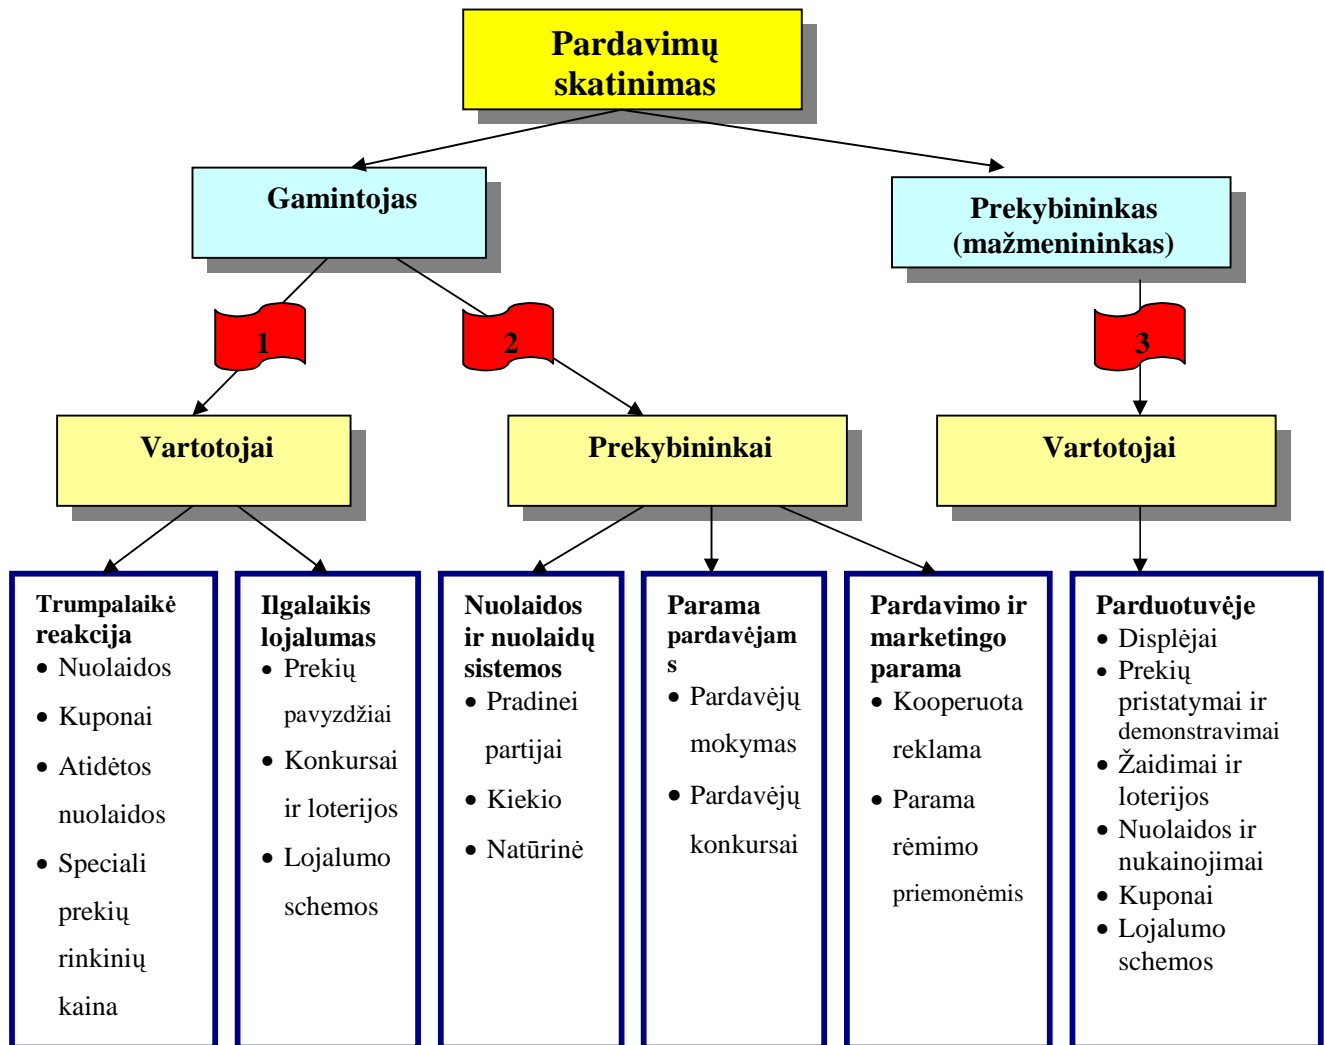 Pardavimų
skatinimas
Gamintojas
Prekybininkas
(mažmenininkas)
1
2
3
Vartotojai
Prekybininkai
Vartotojai
Trumpalaikė
reakcija
• Nuolaidos
• Kuponai
• Atidėtos
nuolaidos
• Speciali
prekių
rinkinių
kaina
Ilgalaikis
lojalumas
• Prekių
pavyzdžiai
• Konkursai
ir loterijos
• Lojalumo
schemos
Nuolaidos
ir nuolaidų
sistemos
• Pradinei
partijai
• Kiekio
• Natūrinė
Parama
pardavėjam
s
• Pardavėjų
mokymas
• Pardavėjų
konkursai
Pardavimo ir
marketingo
parama
• Kooperuota
reklama
• Parama
rėmimo
priemonėmis
Parduotuvėje
• Displėjai
• Prekių
pristatymai ir
demonstravimai
• Žaidimai ir
loterijos
• Nuolaidos ir
nukainojimai
• Kuponai
• Lojalumo
schemos